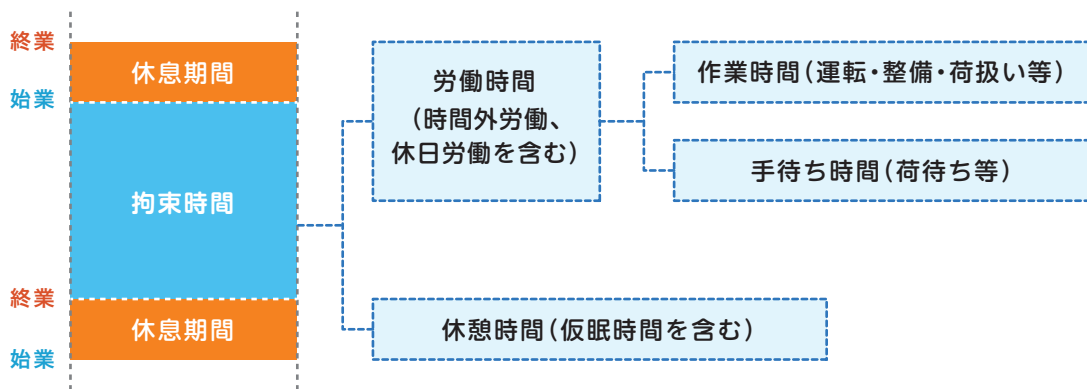 終業
休息期間
始業
拘束時間
終業
休息期間
始業
労働時間
（時間外労働、
休日労働を含む）
作業時間（運転・整備・荷扱い等）
手待ち時間（荷待ち等）
休憩時間（仮眠時間を含む）